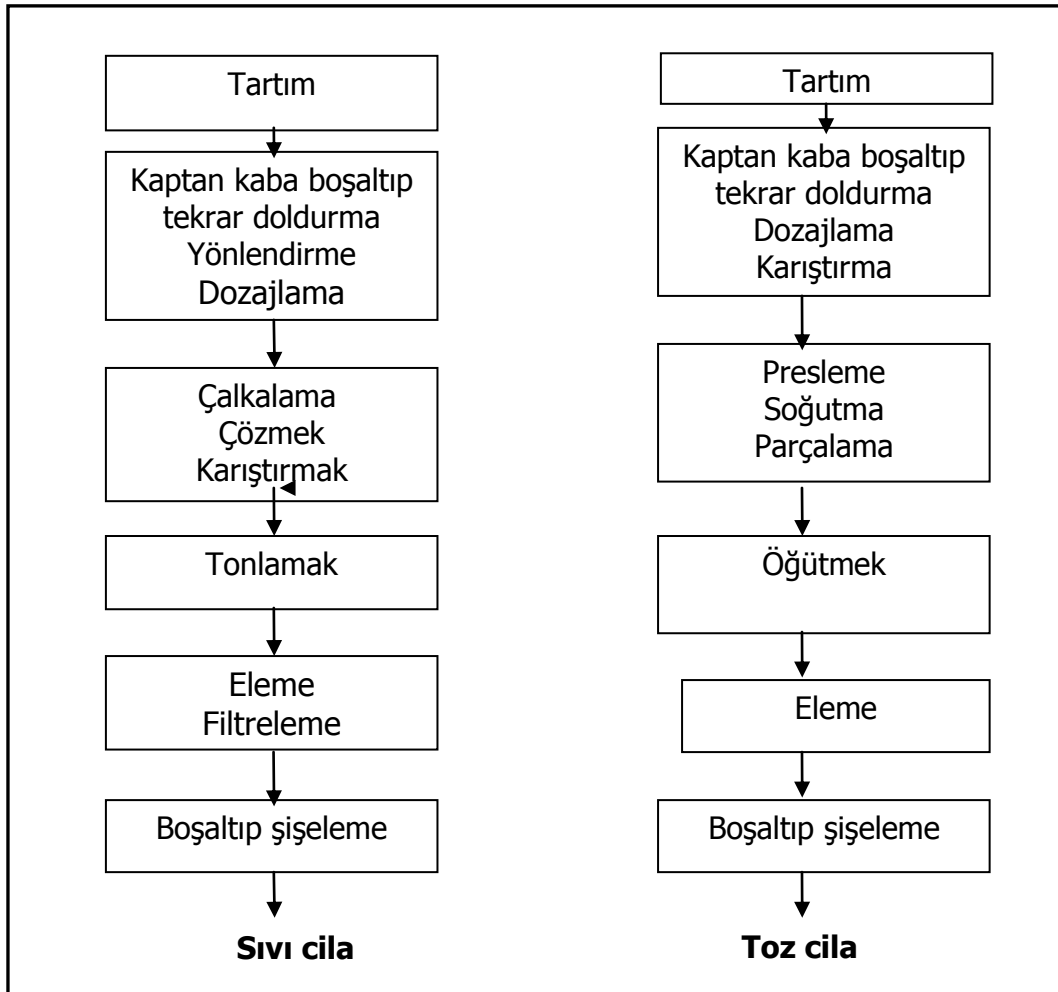 Tartım
Kaptan kaba boşaltıp
tekrar doldurma
Yönlendirme
Dozajlama
Çalkalama
Çözmek
Karıştırmak
Tonlamak
Eleme
Filtreleme
Boşaltıp şişeleme
Sıvı cila
Tartım
Kaptan kaba boşaltıp
tekrar doldurma
Dozajlama
Karıştırma
Presleme
Soğutma
Parçalama
Öğütmek
Eleme
Boşaltıp şişeleme
Toz cila